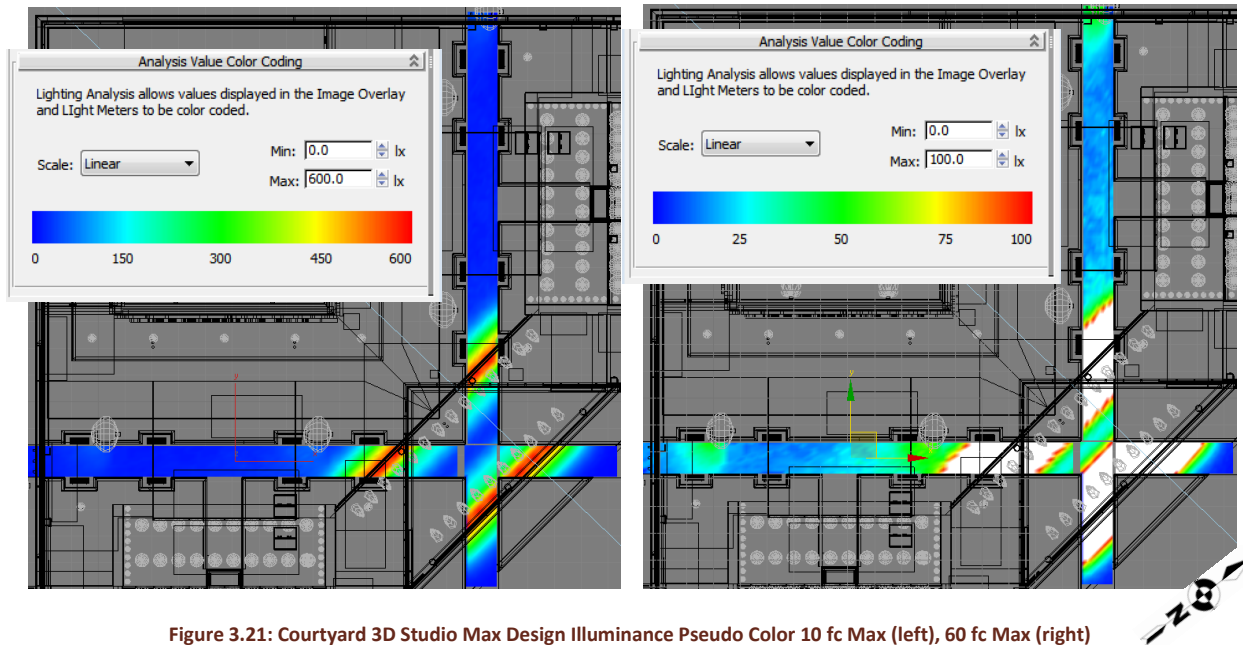 Analysis Value Color Coding
Lighting Analysis allows values displayed in the Image Overlay
and LIght Meters to be color coded.
Scale: Linear
Min: 0.0 lx
Max: 600.0 lx
0 150 300 450 600
Analysis Value Color Coding
Lighting Analysis allows values displayed in the Image Overlay
and LIght Meters to be color coded.
Scale: Linear
Min: 0.0 lx
Max: 100.0 lx
0 25 50 75 100
N
Figure 3.21: Courtyard 3D Studio Max Design Illuminance Pseudo Color 10 fc Max (left), 60 fc Max (right)